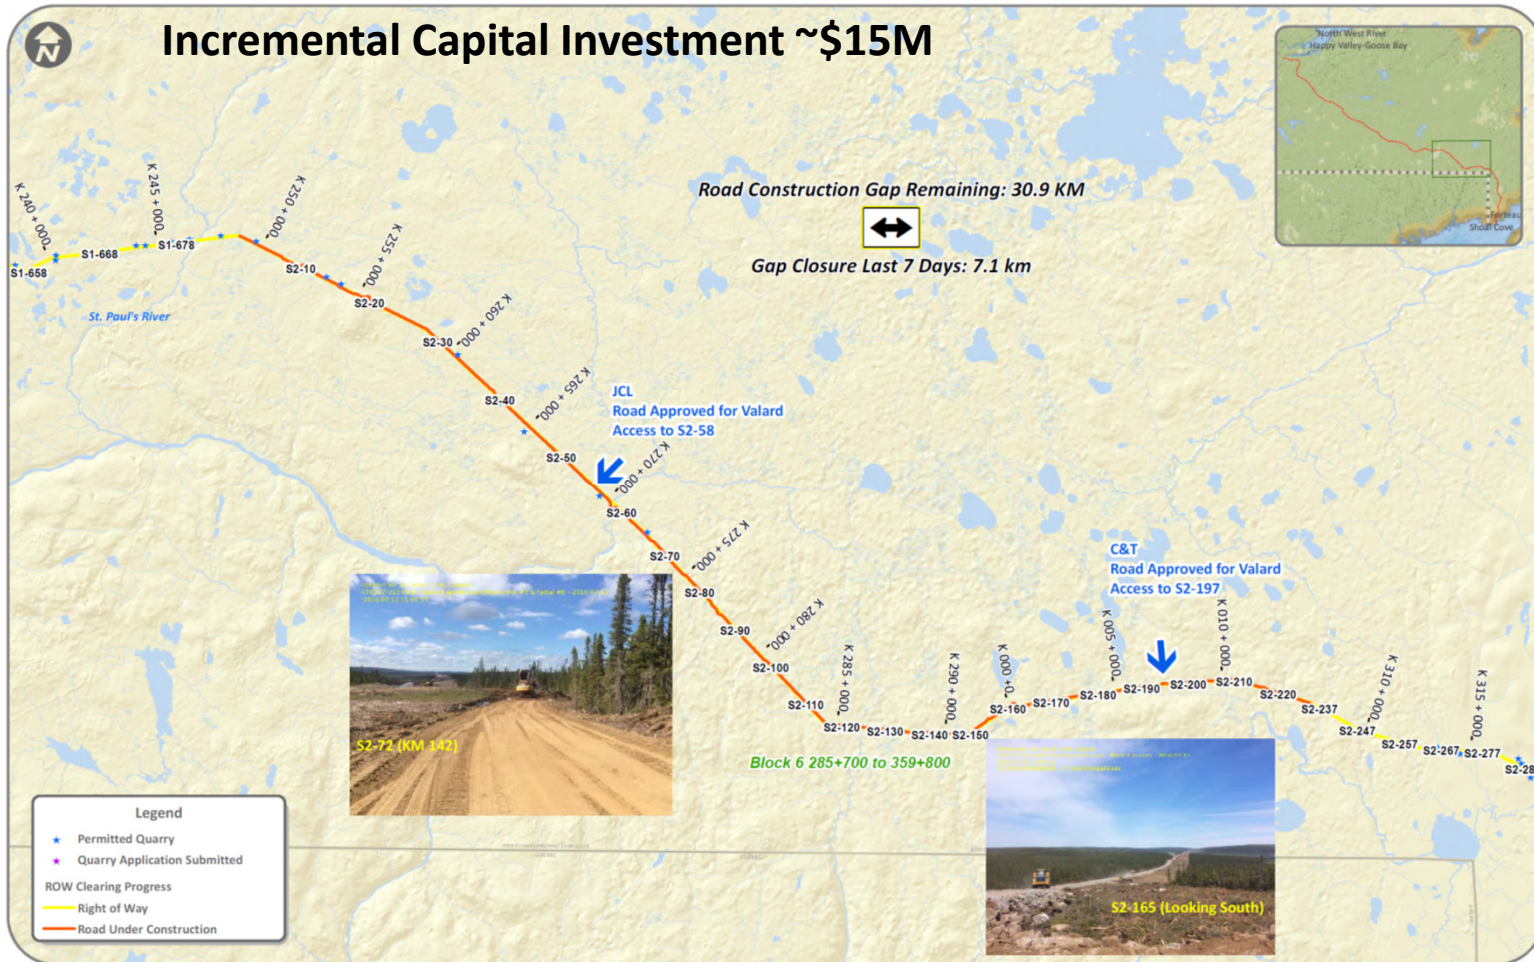 Incremental Capital Investment ~$15M
N
North West River
Happy Valley-Goose Bay
Forteau
Shoal Cove
Road Construction Gap Remaining: 30.9 KM
Gap Closure Last 7 Days: 7.1 km
K 240 + 000
K 245 + 000
K 250 + 000
K 255 + 000
K 260 + 000
K 265 + 000
K 270 + 000
K 275 + 000
K 280 + 000
K 285 + 000
K 290 + 000
K 000 +0
K 005 + 000
K 010 + 000
K 310 + 000
K 315 + 000
S1-658
S1-668
S1-678
S2-10
S2-20
S2-30
S2-40
S2-50
S2-60
S2-70
S2-80
S2-90
S2-100
S2-110
S2-120
S2-130
S2-140
S2-150
S2-160
S2-170
S2-180
S2-190
S2-200
S2-210
S2-220
S2-237
S2-247
S2-257
S2-267
S2-277
S2-28
St. Paul's River
JCL
Road Approved for Valard
Access to S2-58
C&T
Road Approved for Valard
Access to S2-197
S2-72 (KM 142)
Block 6 285+700 to 359+800
S2-165 (Looking South)
Legend
Permitted Quarry
Quarry Application Submitted
ROW Clearing Progress
Right of Way
Road Under Construction